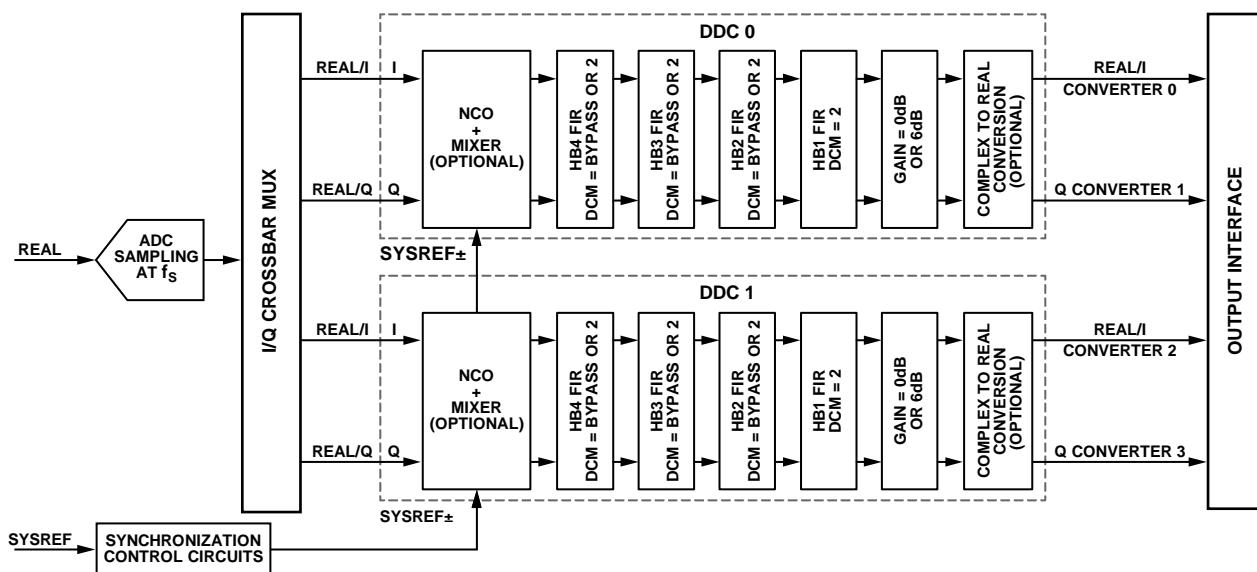 DDC 0
REAL/I I
REAL/Q Q
NCO
+
MIXER
(OPTIONAL)
HB4 FIR
DCM = BYPASS OR 2
HB3 FIR
DCM = BYPASS OR 2
HB2 FIR
DCM = BYPASS OR 2
HB1 FIR
DCM = 2
GAIN = 0dB
OR 6dB
COMPLEX TO REAL
CONVERSION
(OPTIONAL)
REAL/I
CONVERTER 0
Q CONVERTER 1
SYSREF±
REAL
ADC
SAMPLING
AT fS
I/Q CROSSBAR MUX
OUTPUT INTERFACE
DDC 1
REAL/I I
REAL/Q Q
NCO
+
MIXER
(OPTIONAL)
HB4 FIR
DCM = BYPASS OR 2
HB3 FIR
DCM = BYPASS OR 2
HB2 FIR
DCM = BYPASS OR 2
HB1 FIR
DCM = 2
GAIN = 0dB
OR 6dB
COMPLEX TO REAL
CONVERSION
(OPTIONAL)
REAL/I
CONVERTER 2
Q CONVERTER 3
SYSREF±
SYSREF
SYNCHRONIZATION
CONTROL CIRCUITS